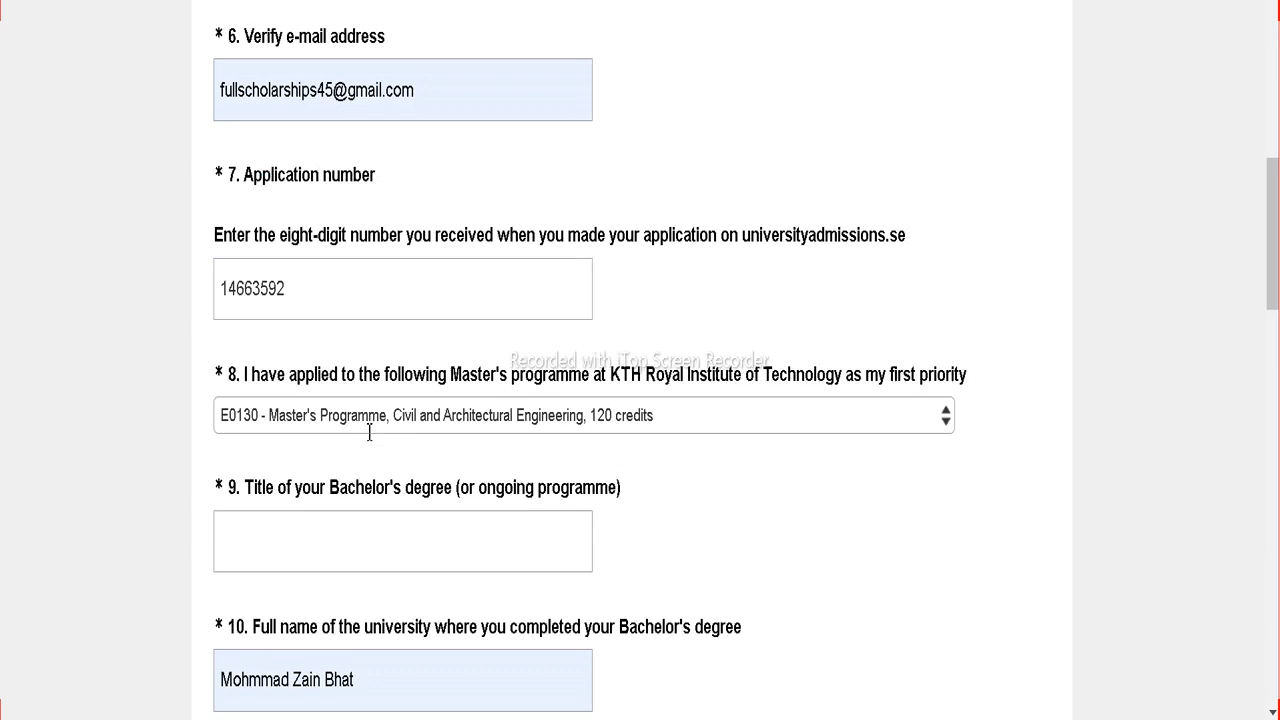 * 6. Verify e-mail address
fullscholarships45@gmail.com
* 7. Application number
Enter the eight-digit number you received when you made your application on universityadmissions.se
14663592
Recorded with iTop Screen Recorder
* 8. I have applied to the following Master's programme at KTH Royal Institute of Technology as my first priority
E0130 - Master's Programme, Civil and Architectural Engineering, 120 credits
* 9. Title of your Bachelor's degree (or ongoing programme)
* 10. Full name of the university where you completed your Bachelor's degree
Mohmmad Zain Bhat